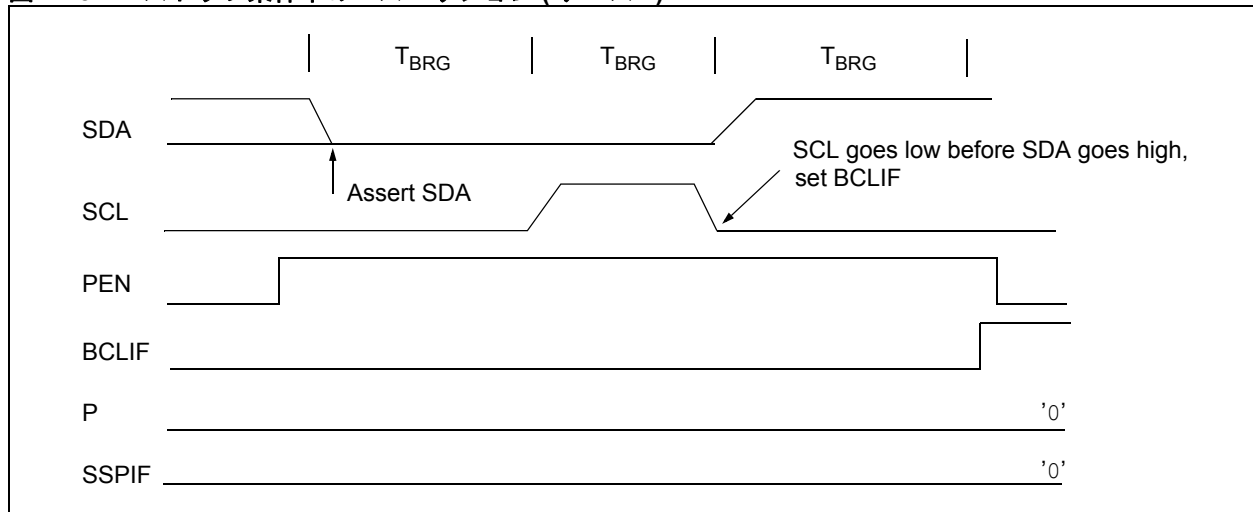 T_BRG T_BRG T_BRG
SDA
SCL goes low before SDA goes high,
set BCLIF
Assert SDA
SCL
PEN
BCLIF
P '0'
SSPIF '0'